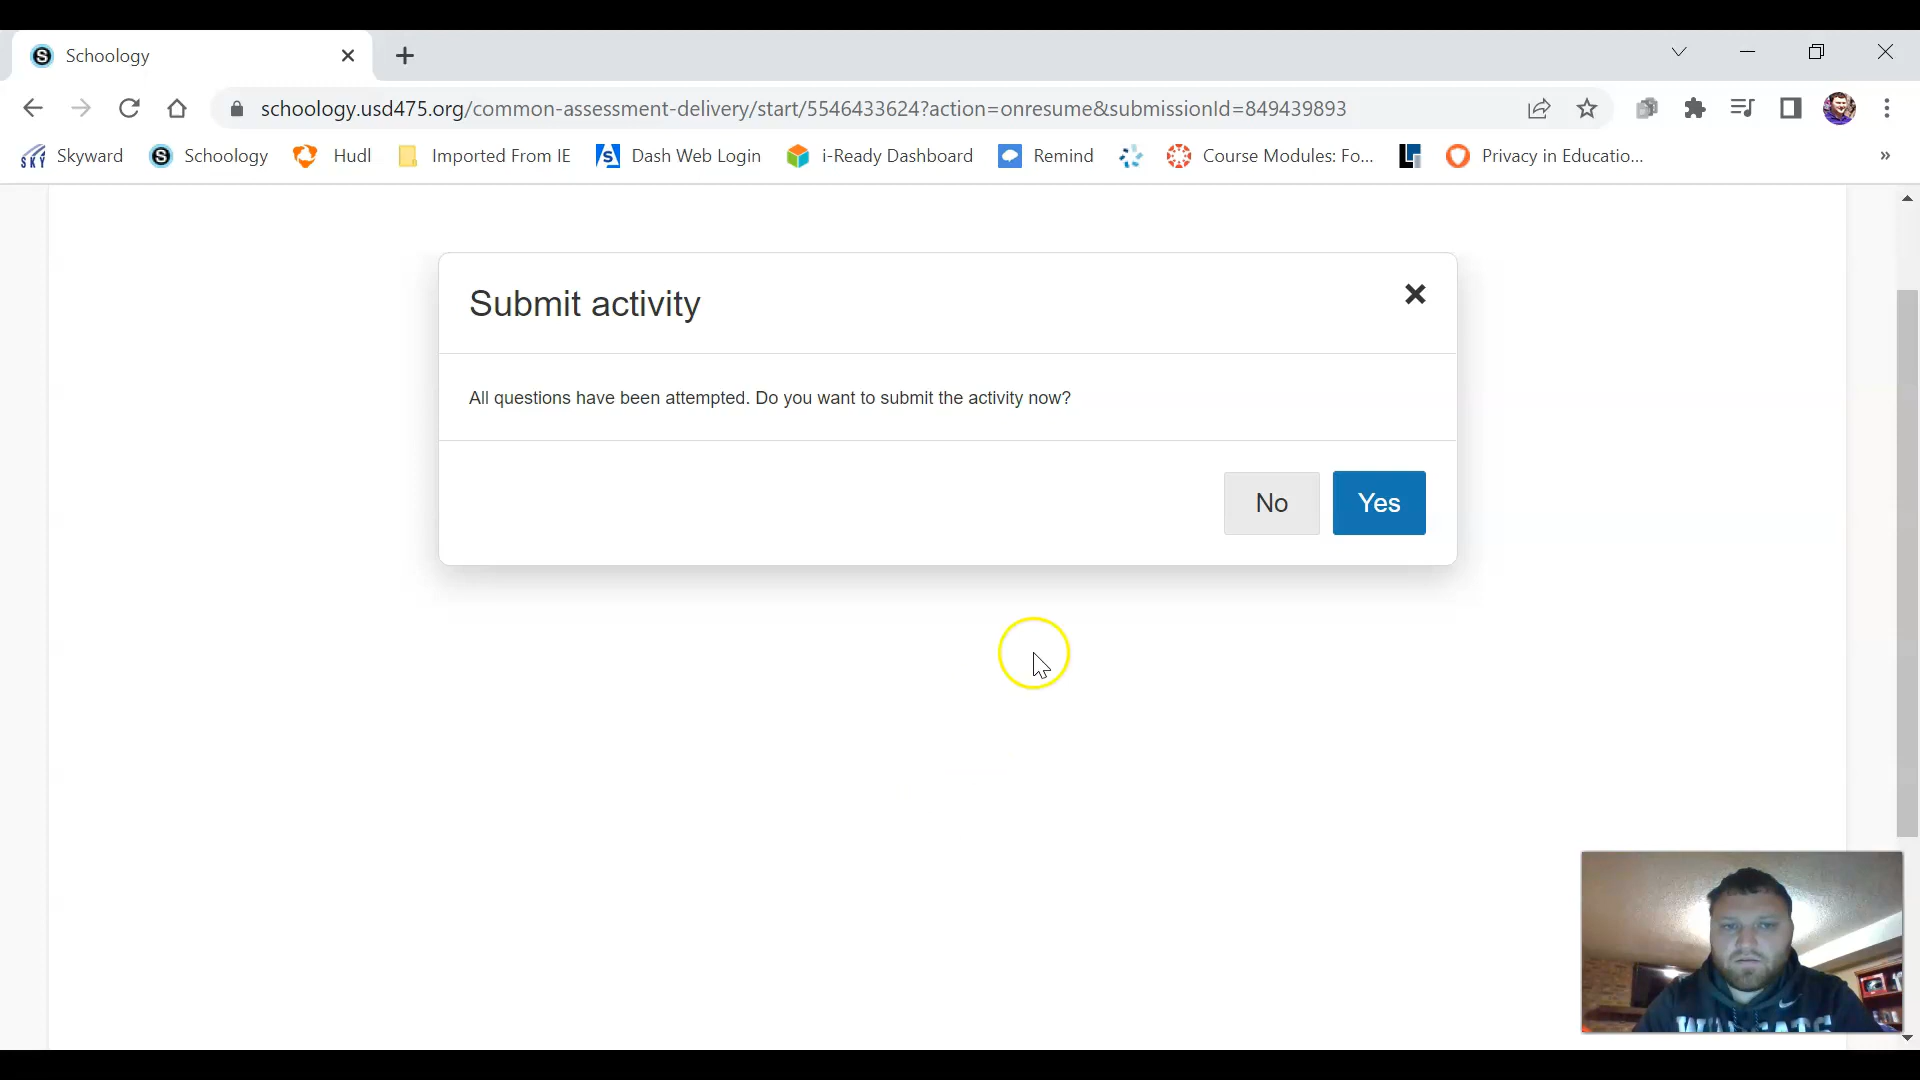 Schoology
schoology.usd475.org/common-assessment-delivery/start/5546433624?action=onresume&submissionId=849439893
SKY Skyward S Schoology Hudl Imported From IE S Dash Web Login i-Ready Dashboard Remind Course Modules: Fo... Privacy in Educatio... »
Submit activity
All questions have been attempted. Do you want to submit the activity now?
No Yes
WILDCATS